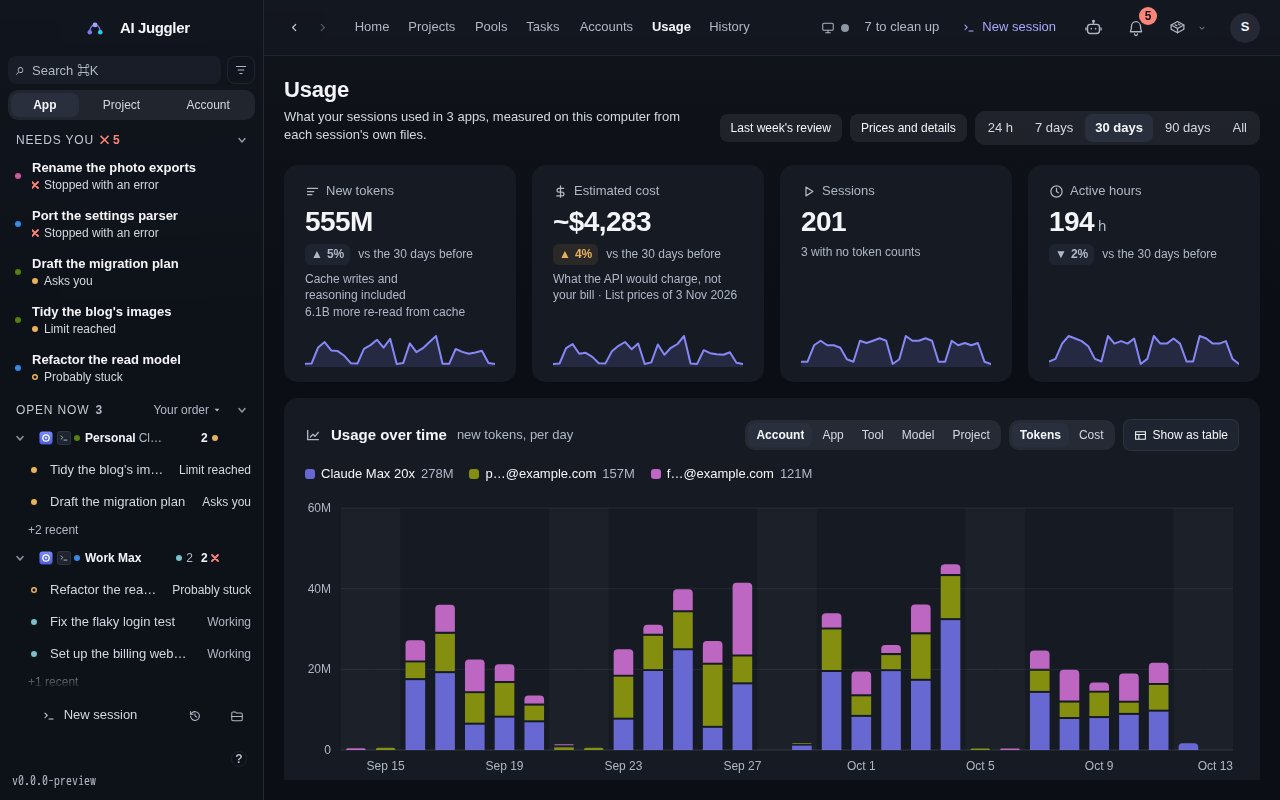 AI Juggler
Search ⌘K
App Project Account
NEEDS YOU 5
Rename the photo exports
Stopped with an error
Port the settings parser
Stopped with an error
Draft the migration plan
Asks you
Tidy the blog's images
Limit reached
Refactor the read model
Probably stuck
OPEN NOW 3 Your order
Personal Cl… 2
Tidy the blog's im… Limit reached
Draft the migration plan Asks you
+2 recent
Work Max 2 2
Refactor the rea… Probably stuck
Fix the flaky login test Working
Set up the billing web… Working
+1 recent
New session
?
v0.0.0-preview
Home Projects Pools Tasks Accounts Usage History
7 to clean up
New session
5
S
Usage
What your sessions used in 3 apps, measured on this computer from
each session's own files.
Last week's review Prices and details
24 h 7 days 30 days 90 days All
New tokens
555M
▲ 5% vs the 30 days before
Cache writes and
reasoning included
6.1B more re-read from cache
Estimated cost
~$4,283
▲ 4% vs the 30 days before
What the API would charge, not
your bill · List prices of 3 Nov 2026
Sessions
201
3 with no token counts
Active hours
194 h
▼ 2% vs the 30 days before
Usage over time new tokens, per day
Account App Tool Model Project
Tokens Cost
Show as table
Claude Max 20x 278M p…@example.com 157M f…@example.com 121M
60M
40M
20M
0
Sep 15 Sep 19 Sep 23 Sep 27 Oct 1 Oct 5 Oct 9 Oct 13